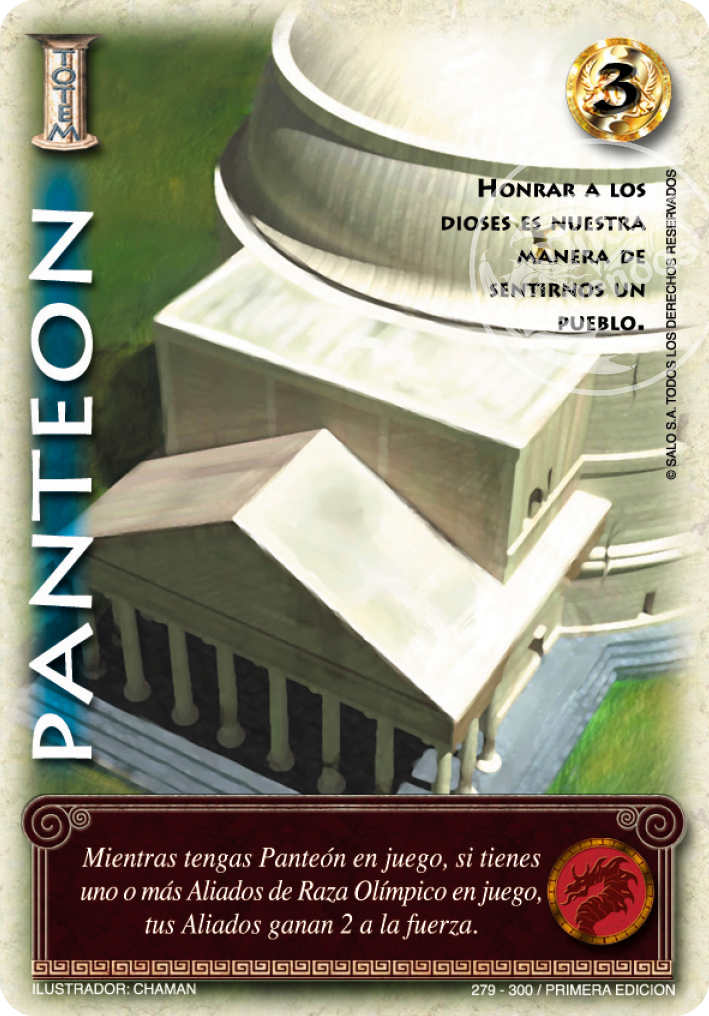 TOTEM
3
HONRAR A LOS
DIOSES ES NUESTRA
MANERA DE
SENTIRNOS UN
PUEBLO.
© SALO S.A. TODOS LOS DERECHOS RESERVADOS
PANTEON
Mientras tengas Panteón en juego, si tienes
uno o más Aliados de Raza Olímpico en juego,
tus Aliados ganan 2 a la fuerza.
ILUSTRADOR: CHAMAN
279 - 300 / PRIMERA EDICION